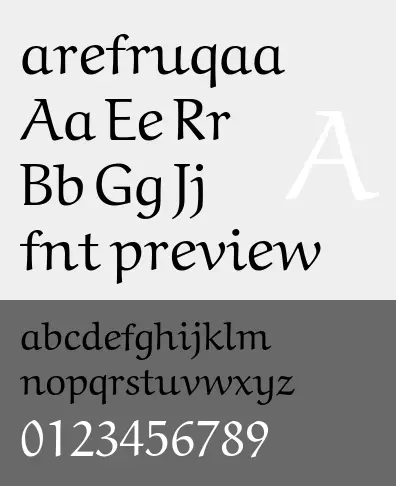 arefruqaa
Aa Ee Rr
A
Bb Gg Jj
fnt preview
abcdefghijklm
nopqrstuvwxyz
0123456789